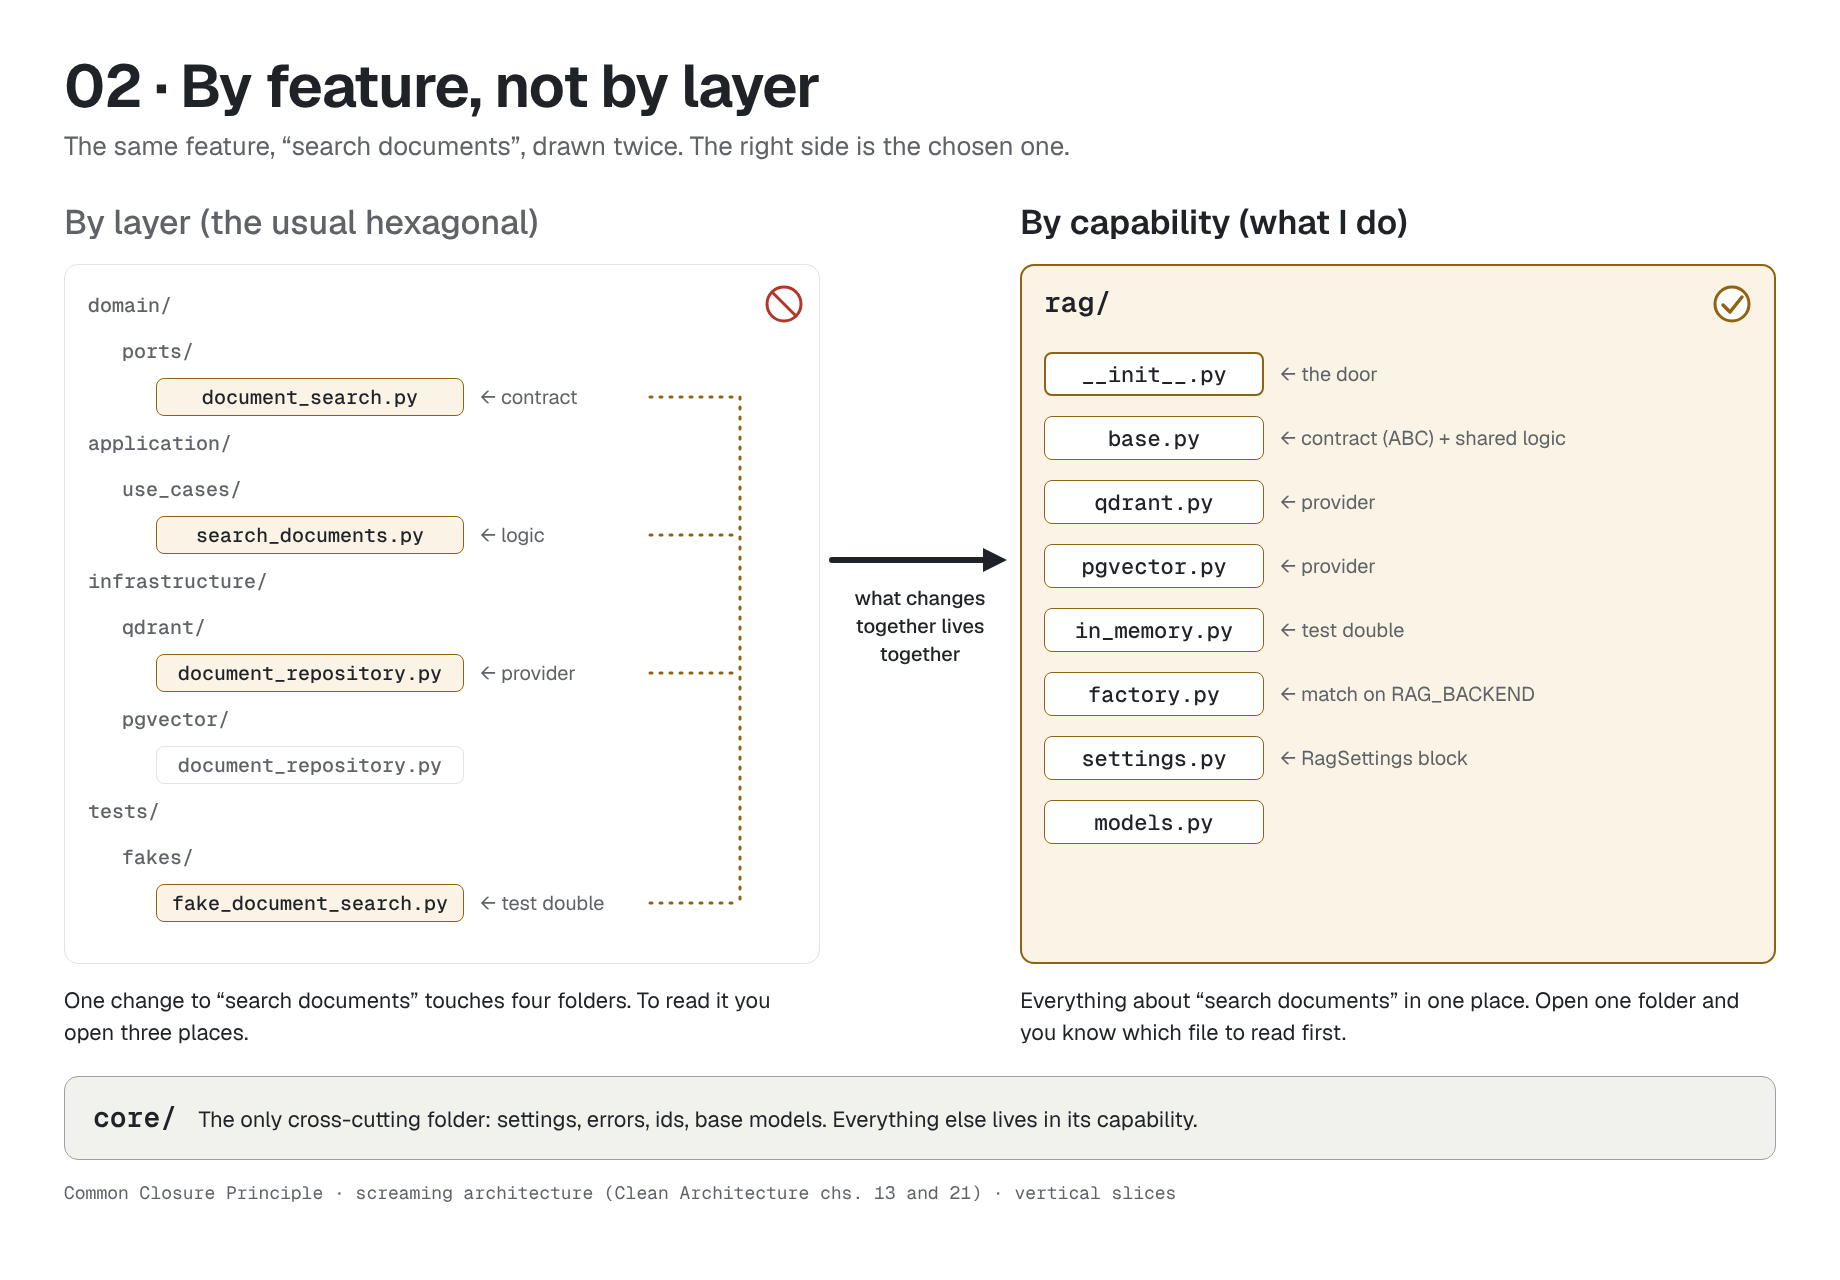 02 · By feature, not by layer
The same feature, “search documents”, drawn twice. The right side is the chosen one.
By layer (the usual hexagonal)
domain/
ports/
document_search.py ← contract
application/
use_cases/
search_documents.py ← logic
infrastructure/
qdrant/
document_repository.py ← provider
pgvector/
document_repository.py
tests/
fakes/
fake_document_search.py ← test double
One change to “search documents” touches four folders. To read it you
open three places.
what changes
together lives
together
By capability (what I do)
rag/
__init__.py ← the door
base.py ← contract (ABC) + shared logic
qdrant.py ← provider
pgvector.py ← provider
in_memory.py ← test double
factory.py ← match on RAG_BACKEND
settings.py ← RagSettings block
models.py
Everything about “search documents” in one place. Open one folder and
you know which file to read first.
core/ The only cross-cutting folder: settings, errors, ids, base models. Everything else lives in its capability.
Common Closure Principle · screaming architecture (Clean Architecture chs. 13 and 21) · vertical slices